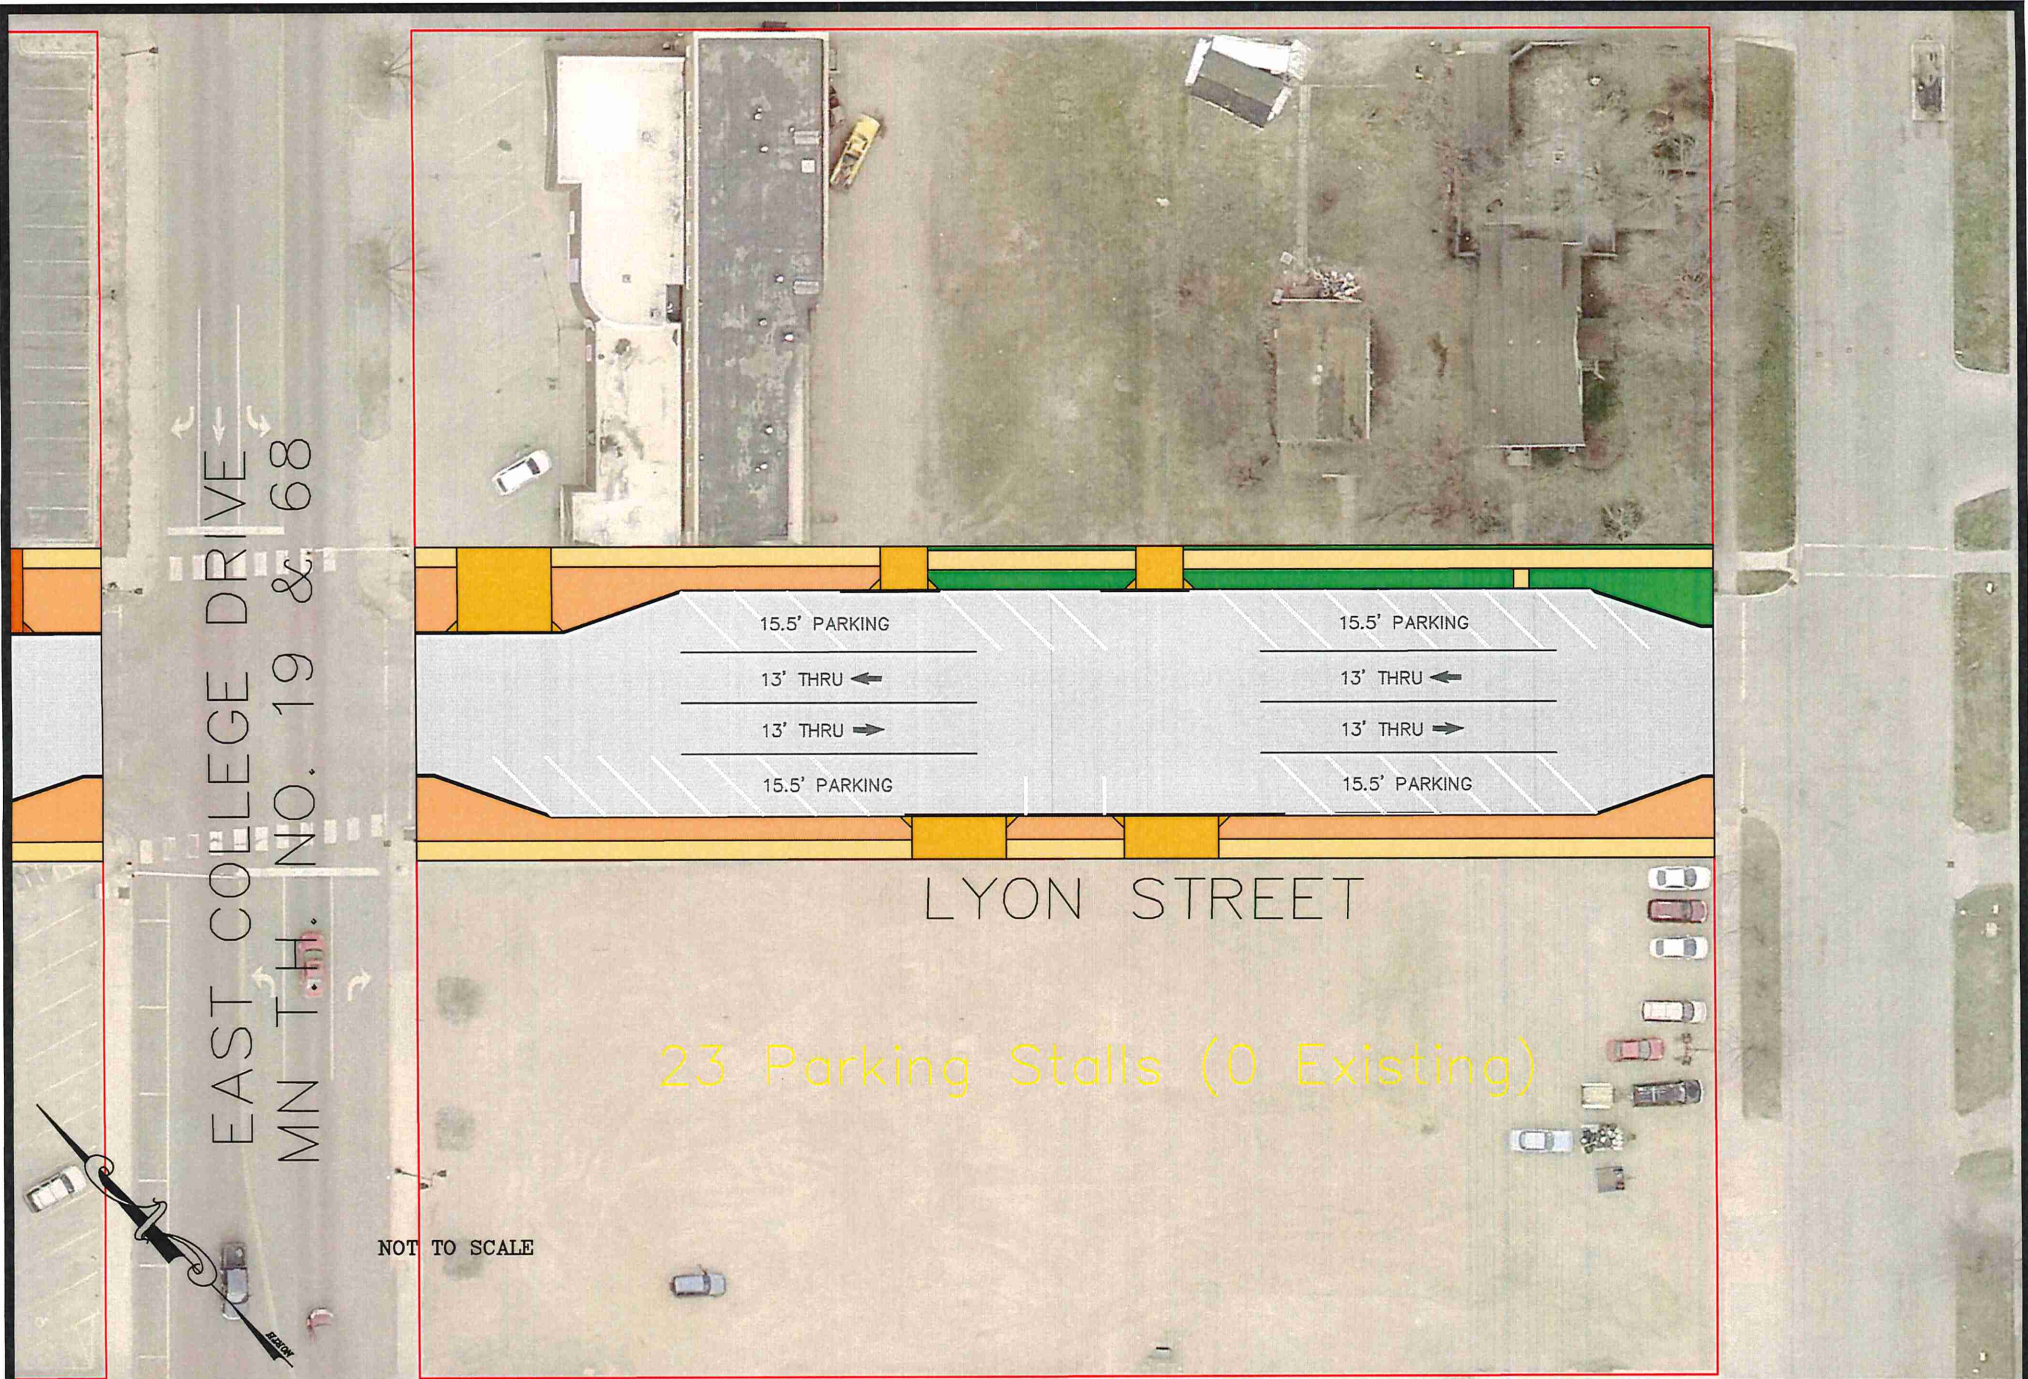 EAST COLLEGE DRIVE
MN T.H. NO. 19 & 68
15.5' PARKING
15.5' PARKING
13' THRU
13' THRU
13' THRU
13' THRU
15.5' PARKING
15.5' PARKING
LYON STREET
23 Parking Stalls (0 Existing)
NOT TO SCALE
NORTH